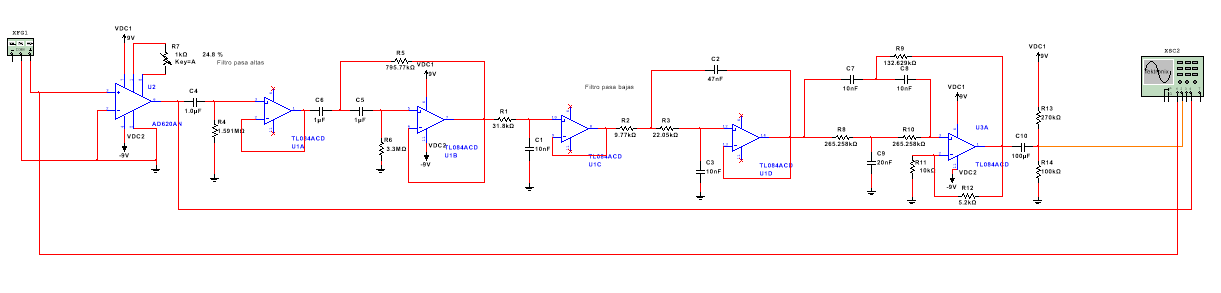 XFG1
VDC1
9V
R7
1kΩ
Key=A
24.8 %
Filtro pasa altas
U2
AD620AN
VDC2
-9V
C4
1.0µF
R4
1.591MΩ
TL084ACD
U1A
C6
1µF
R5
795.77kΩ
C5
1µF
R6
3.3MΩ
VDC1
9V
TL084ACD
U1B
VDC2
-9V
R1
31.8kΩ
C1
10nF
Filtro pasa bajas
TL084ACD
U1C
R2
9.77kΩ
R3
22.05kΩ
C2
47nF
C3
10nF
TL084ACD
U1D
C7
10nF
R9
132.629kΩ
C8
10nF
R8
265.258kΩ
R10
265.258kΩ
C9
20nF
R11
10kΩ
VDC1
9V
U3A
TL084ACD
VDC2
-9V
R12
5.2kΩ
C10
100µF
VDC1
9V
R13
270kΩ
R14
100kΩ
XSC2
Tektronix